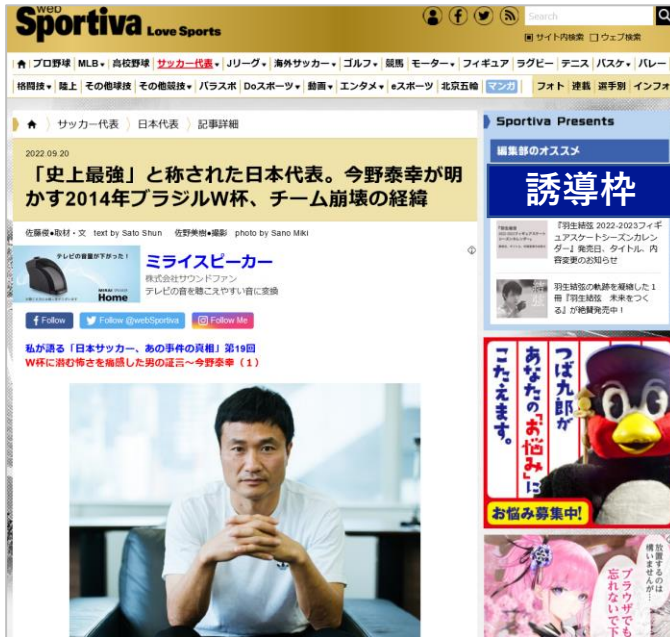 web
Sportiva Love Sports
Search
サイト内検索 ウェブ検索
プロ野球 MLB 高校野球 サッカー代表 Jリーグ 海外サッカー ゴルフ 競馬 モーター フィギュア ラグビー テニス バスケ バレー
格闘技 陸上 その他球技 その他競技 パラスポ Doスポーツ 動画 エンタメ eスポーツ 北京五輪 マンガ フォト 連載 選手別 インフォ
サッカー代表 〉 日本代表 〉 記事詳細
2022.09.20
「史上最強」と称された日本代表。今野泰幸が明
かす2014年ブラジルW杯、チーム崩壊の経緯
佐藤俊●取材・文 text by Sato Shun 佐野美樹●撮影 photo by Sano Miki
テレビの音量が下がった!
Home
ミライスピーカー
株式会社サウンドファン
テレビの音を聴こえやすい音に変換
Follow
Follow @webSportiva
Follow Me
私が語る「日本サッカー、あの事件の真相」第19回
W杯に潜む怖さを痛感した男の証言~今野泰幸(1)
Sportiva Presents
編集部のオススメ
誘導枠
『羽生結弦 2022-2023フィギ
ュアスケートシーズンカレン
ダー』発売日、タイトル、内
容変更のお知らせ
羽生結弦の軌跡を凝縮した1
冊『羽生結弦 未来をつく
る』が絶賛発売中!
つば九郎が
あなたの「お悩み」に
こたえます。
お悩み募集中!
放置するは
構いませんが…
ブラウザでも
忘れないで下